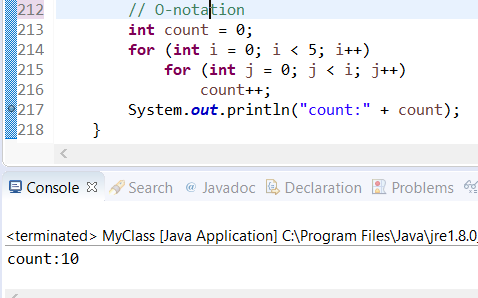 212 // O-notation
213 int count = 0;
214 for (int i = 0; i < 5; i++)
215 for (int j = 0; j < i; j++)
216 count++;
217 System.out.println("count:" + count);
218 }
Console Search @ Javadoc Declaration Problems
<terminated> MyClass [Java Application] C:\Program Files\Java\jre1.8.0
count:10